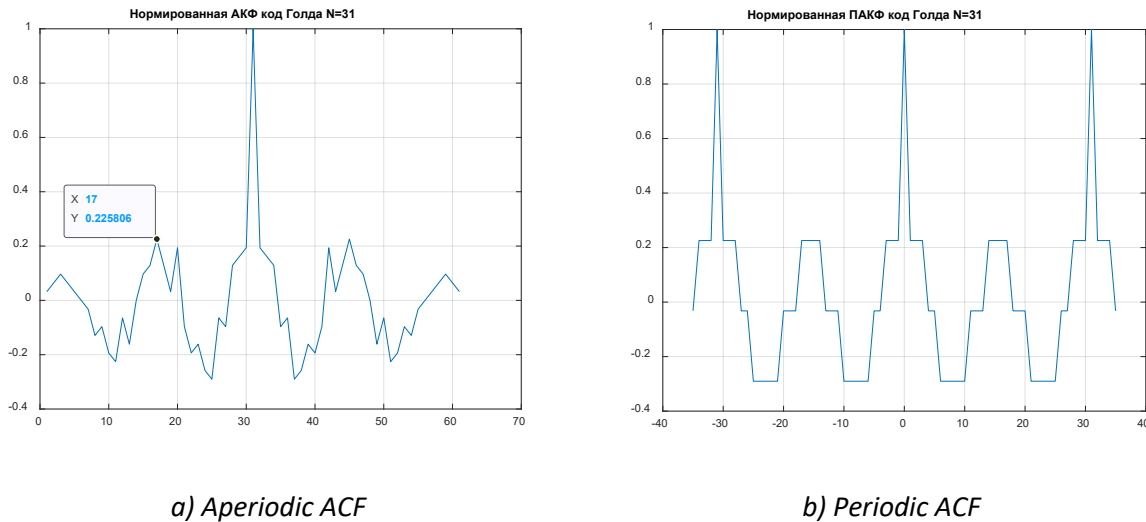 Нормированная АКФ код Голда N=31
1
0.8
0.6
0.4
0.2
0
-0.2
-0.4
0 10 20 30 40 50 60 70
X 17
Y 0.225806
a) Aperiodic ACF
Нормированная ПАКФ код Голда N=31
1
0.8
0.6
0.4
0.2
0
-0.2
-0.4
-40 -30 -20 -10 0 10 20 30 40
b) Periodic ACF